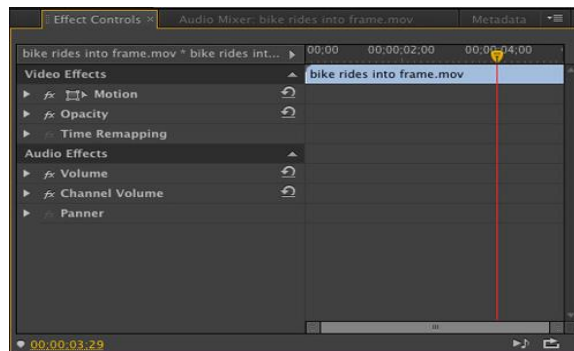 Effect Controls × Audio Mixer: bike rides into frame.mov Metadata
bike rides into frame.mov * bike rides int... 00;00 00;00;02;00 00;00;04;00
Video Effects bike rides into frame.mov
fx Motion
fx Opacity
fx Time Remapping
Audio Effects
fx Volume
fx Channel Volume
fx Panner
00;00;03;29